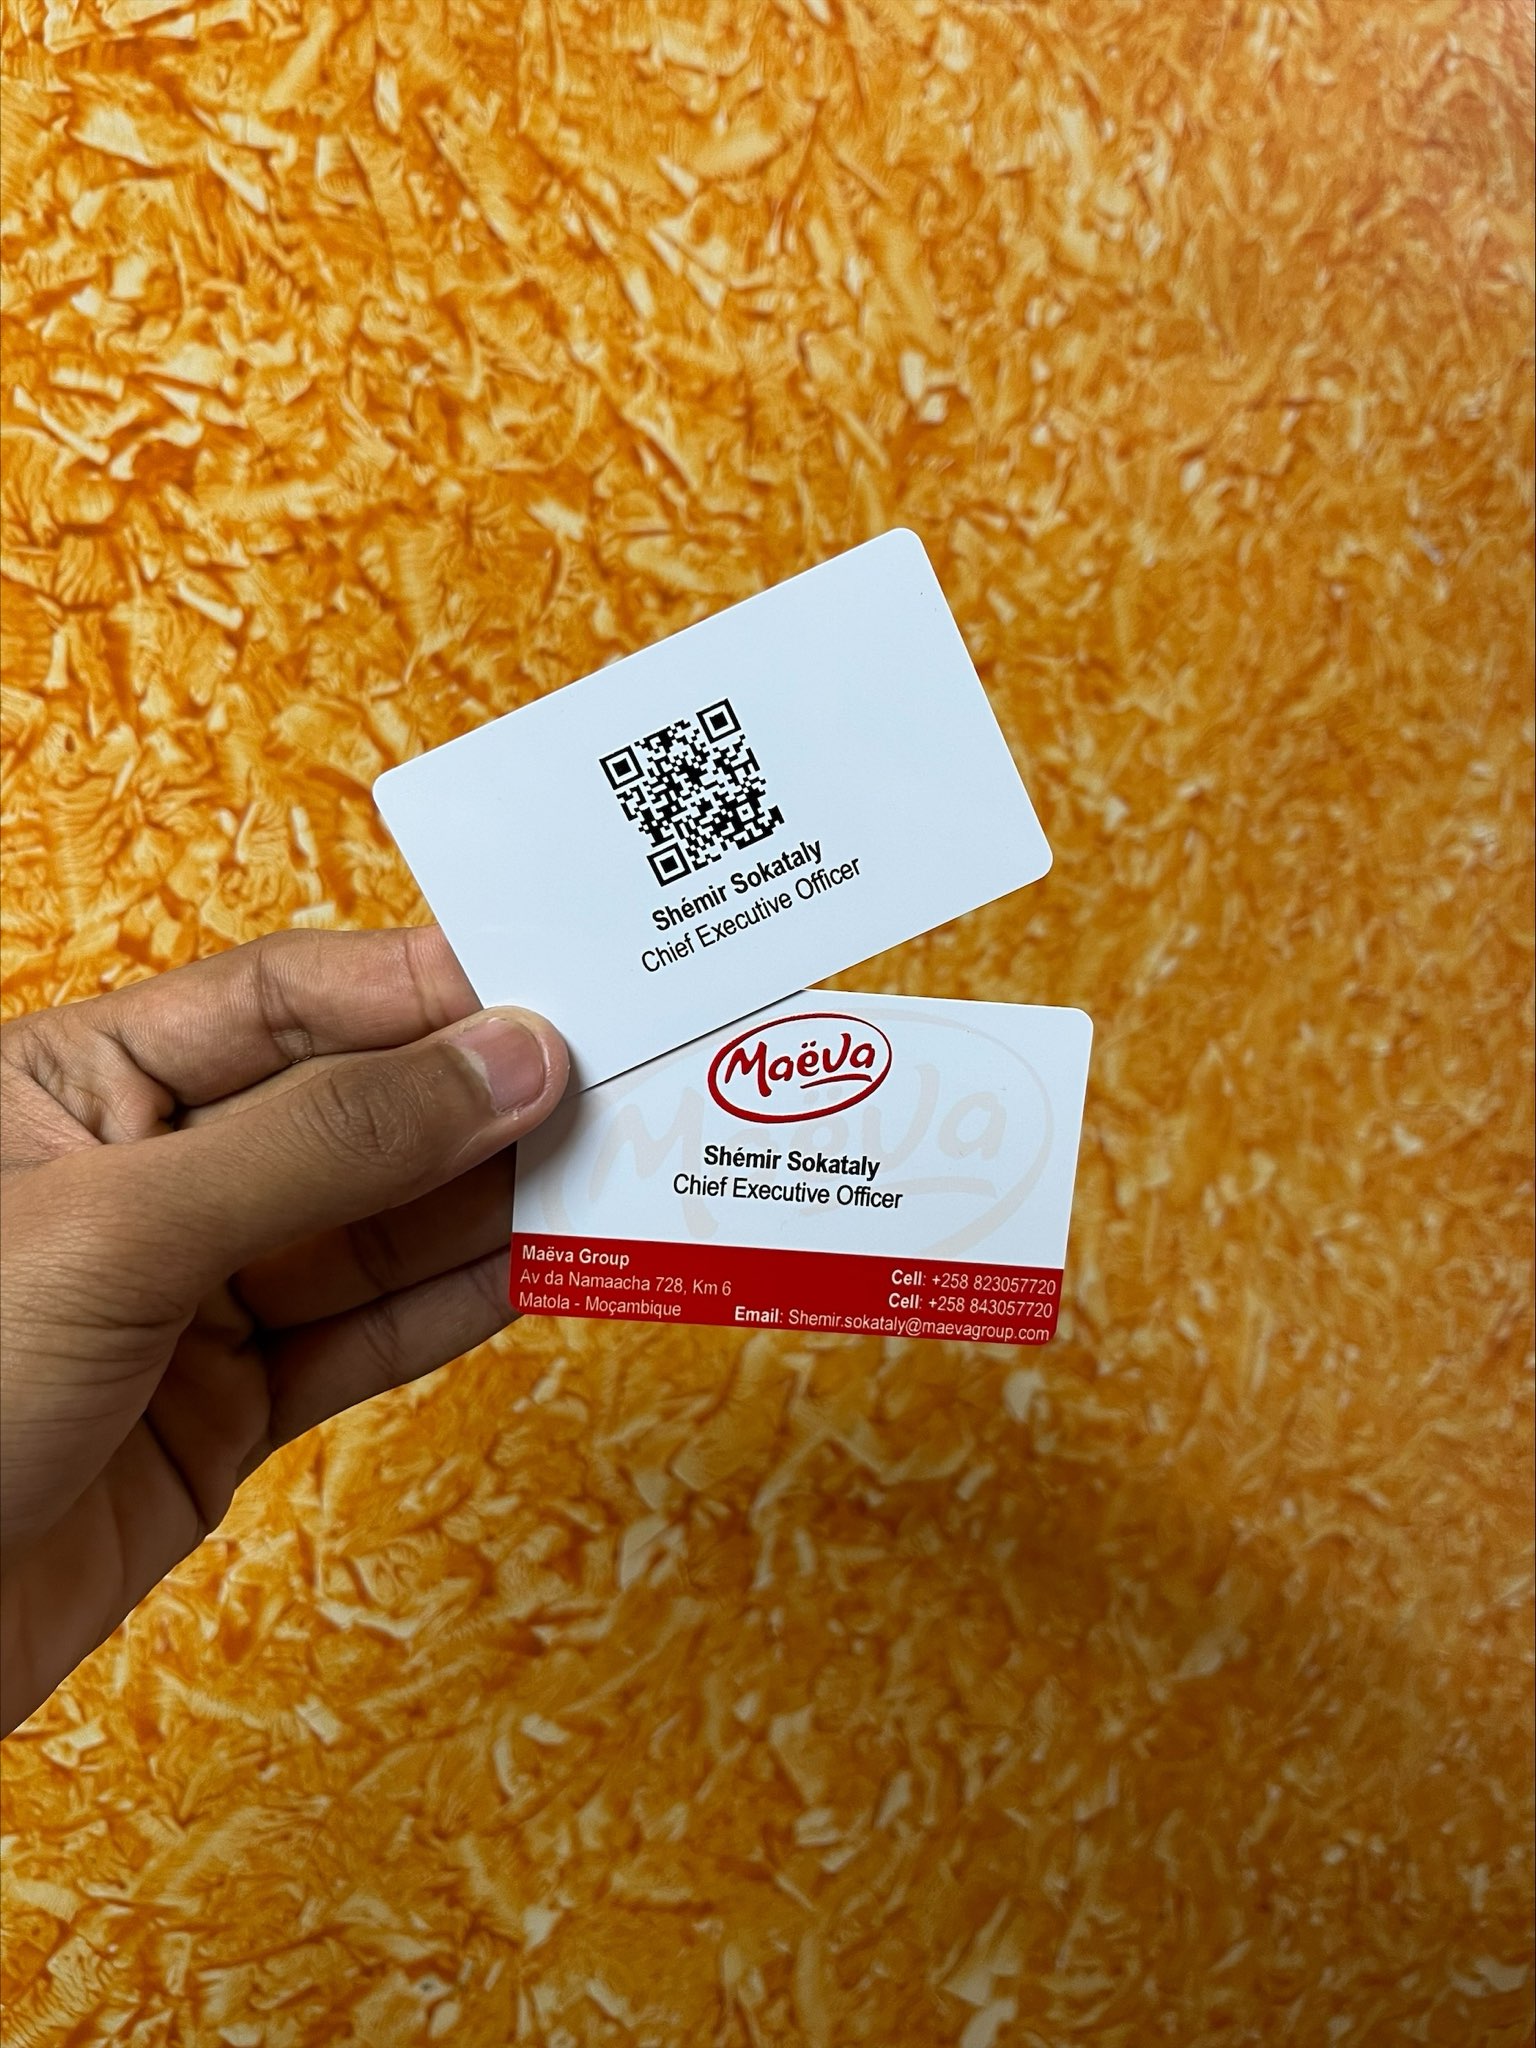 Shémir Sokataly
Chief Executive Officer
Maëva
Maëva
Shémir Sokataly
Chief Executive Officer
Maëva Group
Av da Namaacha 728, Km 6
Matola - Moçambique
Cell: +258 823057720
Cell: +258 843057720
Email: Shemir.sokataly@maevagroup.com